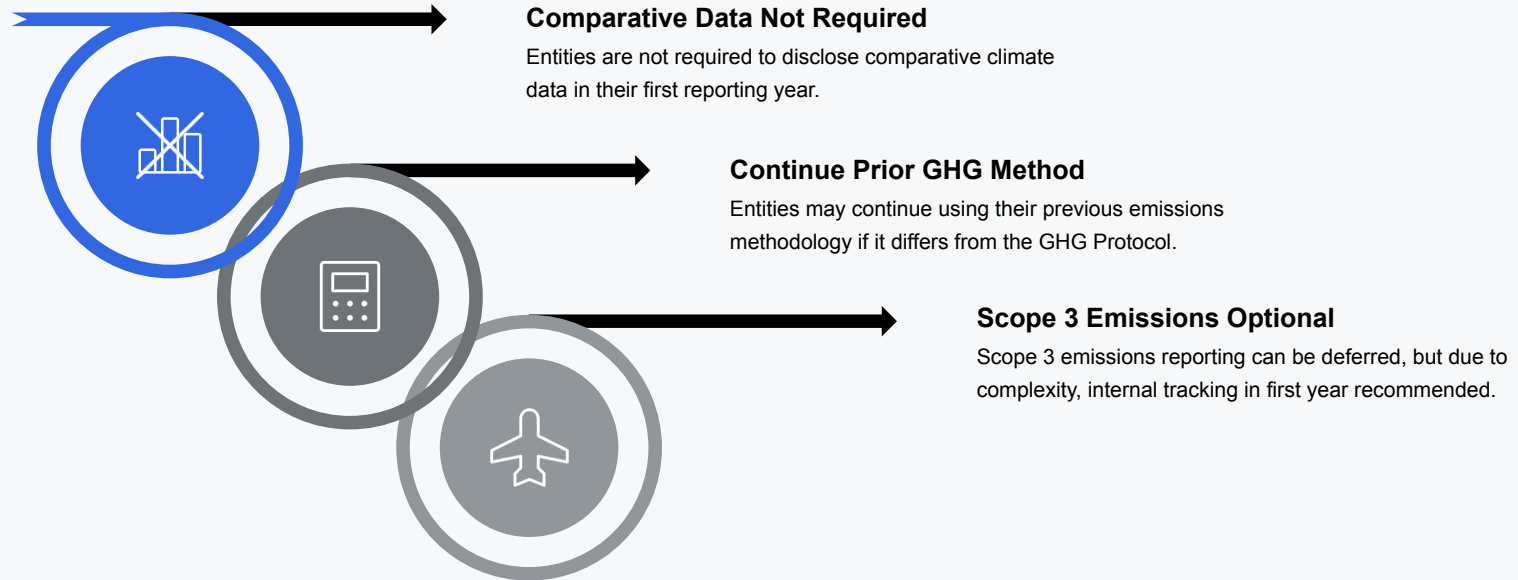 Comparative Data Not Required
Entities are not required to disclose comparative climate
data in their first reporting year.
Continue Prior GHG Method
Entities may continue using their previous emissions
methodology if it differs from the GHG Protocol.
Scope 3 Emissions Optional
Scope 3 emissions reporting can be deferred, but due to
complexity, internal tracking in first year recommended.